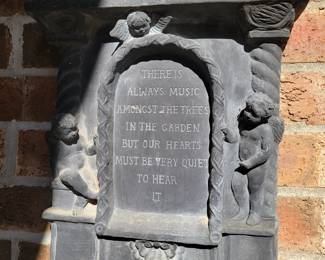 THERE IS
ALWAYS MUSIC
AMONGST THE TREES
IN THE GARDEN
BUT OUR HEARTS
MUST BE VERY QUIET
TO HEAR
IT